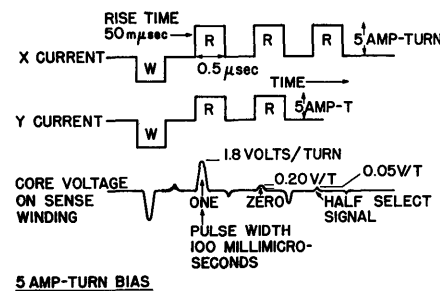 RISE TIME
50 mµsec
R R R
5 AMP-TURN
X CURRENT
W
0.5 µsec
TIME
R R
5 AMP-T
Y CURRENT
W
1.8 VOLTS/TURN
0.20 V/T
0.05V/T
CORE VOLTAGE
ON SENSE
WINDING
ONE
ZERO
HALF SELECT
SIGNAL
PULSE WIDTH
100 MILLIMICRO-
SECONDS
5 AMP-TURN BIAS